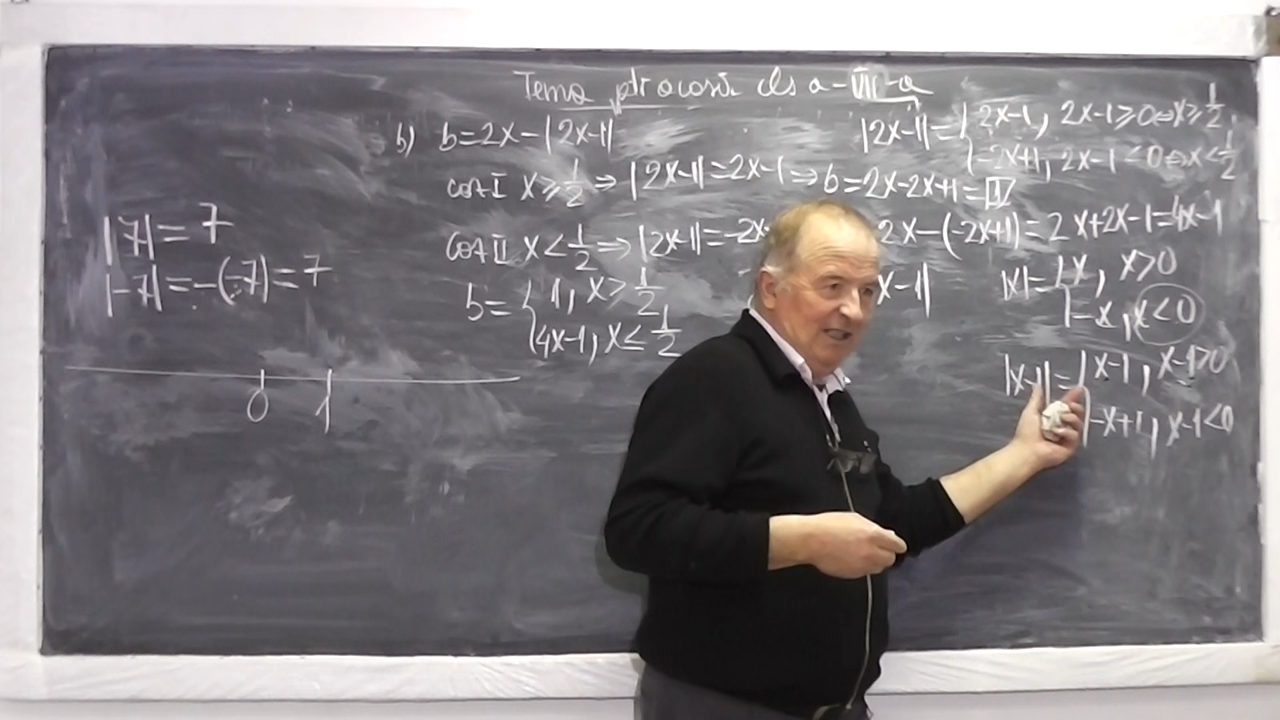 Tema ptr acasă cls a-VII-a
b) b=2x-|2x-1|
|2x-1|={2x-1, 2x-1≥0⇔x≥1/2
{-2x+1, 2x-1<0⇔x<1/2
caz I x≥1/2 ⇒ |2x-1|=2x-1 ⇒ b=2x-2x+1=1
caz II x<1/2 ⇒ |2x-1|=-2x
2x-(-2x+1)=2x+2x-1=4x-1
b={1, x>1/2
{4x-1, x≤1/2
x-1|
|7|=7
|-7|=-(-7)=7
0 1
|x|={x, x>0
{-x, x<0
|x-1|={x-1, x-1>0
{-x+1, x-1<0